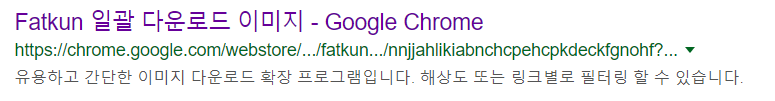 Fatkun 일괄 다운로드 이미지 - Google Chrome
https://chrome.google.com/webstore/.../fatkun.../nnjjahlikiabnchcpehcpkdeckfgnohf?...
유용하고 간단한 이미지 다운로드 확장 프로그램입니다. 해상도 또는 링크별로 필터링 할 수 있습니다.